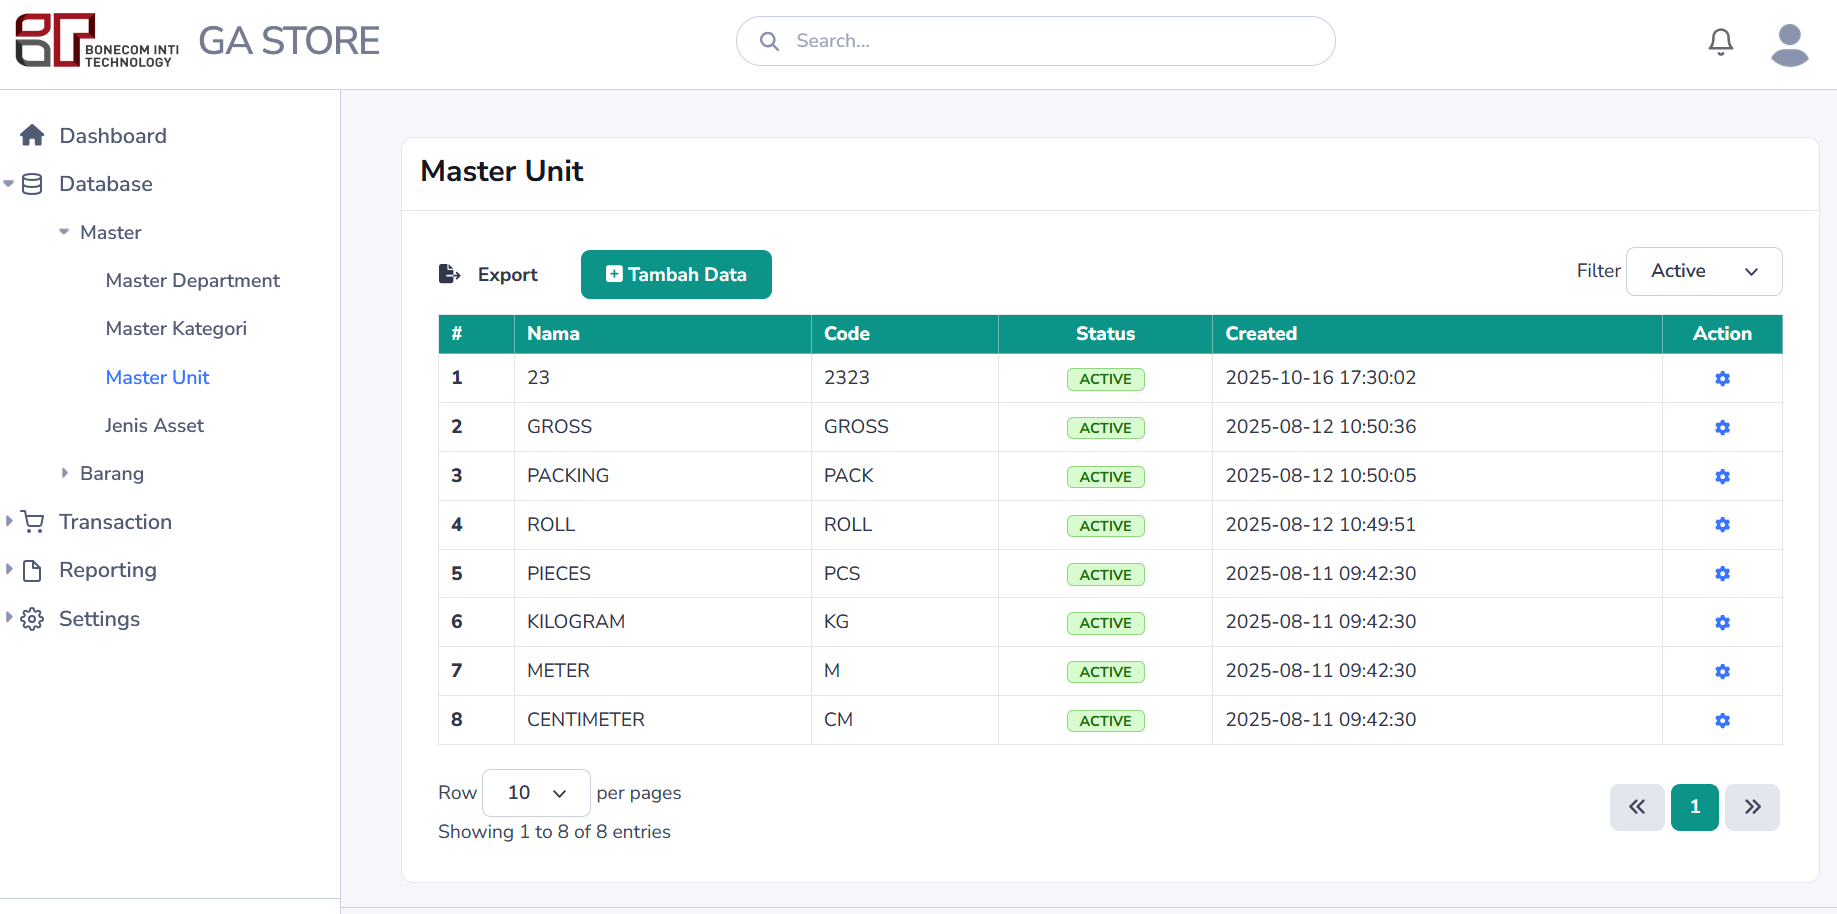 BONECOM INTI
TECHNOLOGY
GA STORE
Search...
Dashboard
Database
Master
Master Department
Master Kategori
Master Unit
Jenis Asset
Barang
Transaction
Reporting
Settings
Master Unit
Export
Tambah Data
Filter Active
# Nama Code Status Created Action
1 23 2323 ACTIVE 2025-10-16 17:30:02
2 GROSS GROSS ACTIVE 2025-08-12 10:50:36
3 PACKING PACK ACTIVE 2025-08-12 10:50:05
4 ROLL ROLL ACTIVE 2025-08-12 10:49:51
5 PIECES PCS ACTIVE 2025-08-11 09:42:30
6 KILOGRAM KG ACTIVE 2025-08-11 09:42:30
7 METER M ACTIVE 2025-08-11 09:42:30
8 CENTIMETER CM ACTIVE 2025-08-11 09:42:30
Row 10 per pages
Showing 1 to 8 of 8 entries
« 1 »